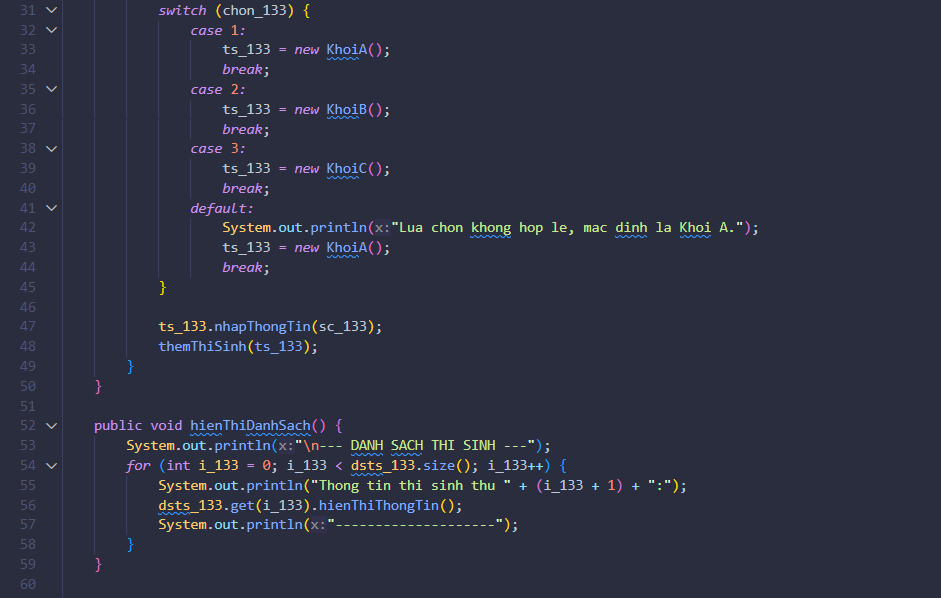 31 switch (chon_133) {
32 case 1:
33 ts_133 = new KhoiA();
34 break;
35 case 2:
36 ts_133 = new KhoiB();
37 break;
38 case 3:
39 ts_133 = new KhoiC();
40 break;
41 default:
42 System.out.println(x:"Lua chon khong hop le, mac dinh la Khoi A.");
43 ts_133 = new KhoiA();
44 break;
45 }
46
47 ts_133.nhapThongTin(sc_133);
48 themThiSinh(ts_133);
49 }
50 }
51
52 public void hienThiDanhSach() {
53 System.out.println(x:"\n--- DANH SACH THI SINH ---");
54 for (int i_133 = 0; i_133 < dsts_133.size(); i_133++) {
55 System.out.println("Thong tin thi sinh thu " + (i_133 + 1) + ":");
56 dsts_133.get(i_133).hienThiThongTin();
57 System.out.println(x:"--------------------");
58 }
59 }
60